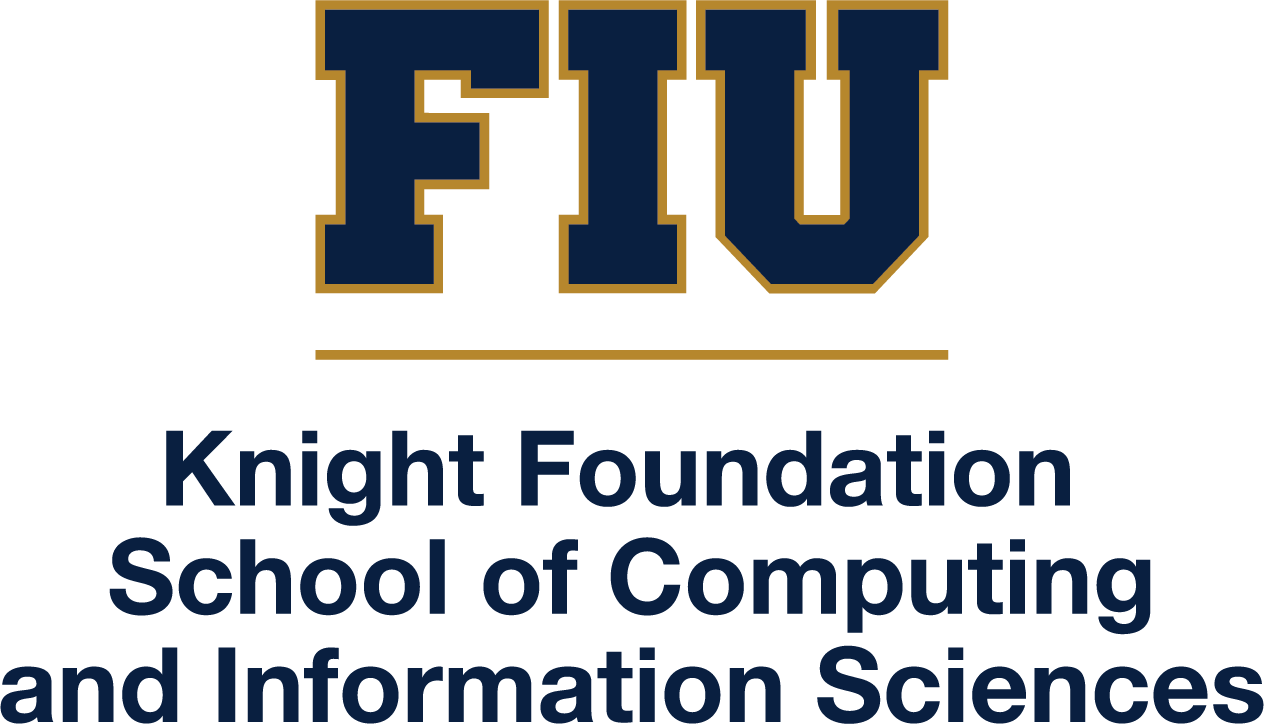 FIU
Knight Foundation
School of Computing
and Information Sciences